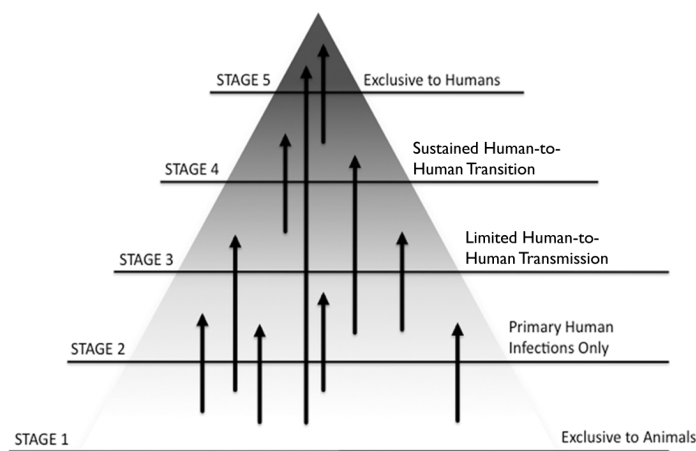 STAGE 5
Exclusive to Humans
STAGE 4
Sustained Human-to-
Human Transition
STAGE 3
Limited Human-to-
Human Transmission
STAGE 2
Primary Human
Infections Only
STAGE 1
Exclusive to Animals